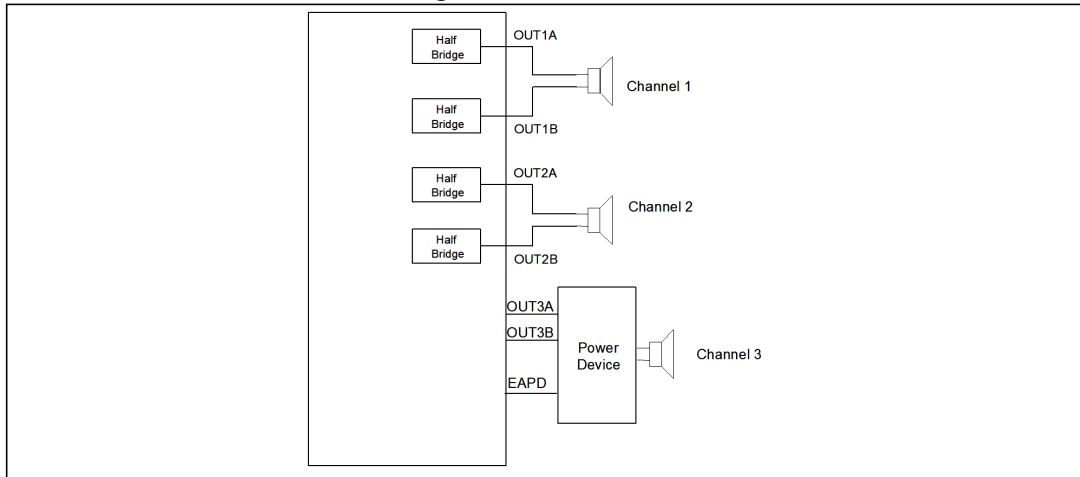 Half
Bridge
OUT1A
Channel 1
Half
Bridge
OUT1B
Half
Bridge
OUT2A
Channel 2
Half
Bridge
OUT2B
OUT3A
OUT3B
Power
Device
Channel 3
EAPD